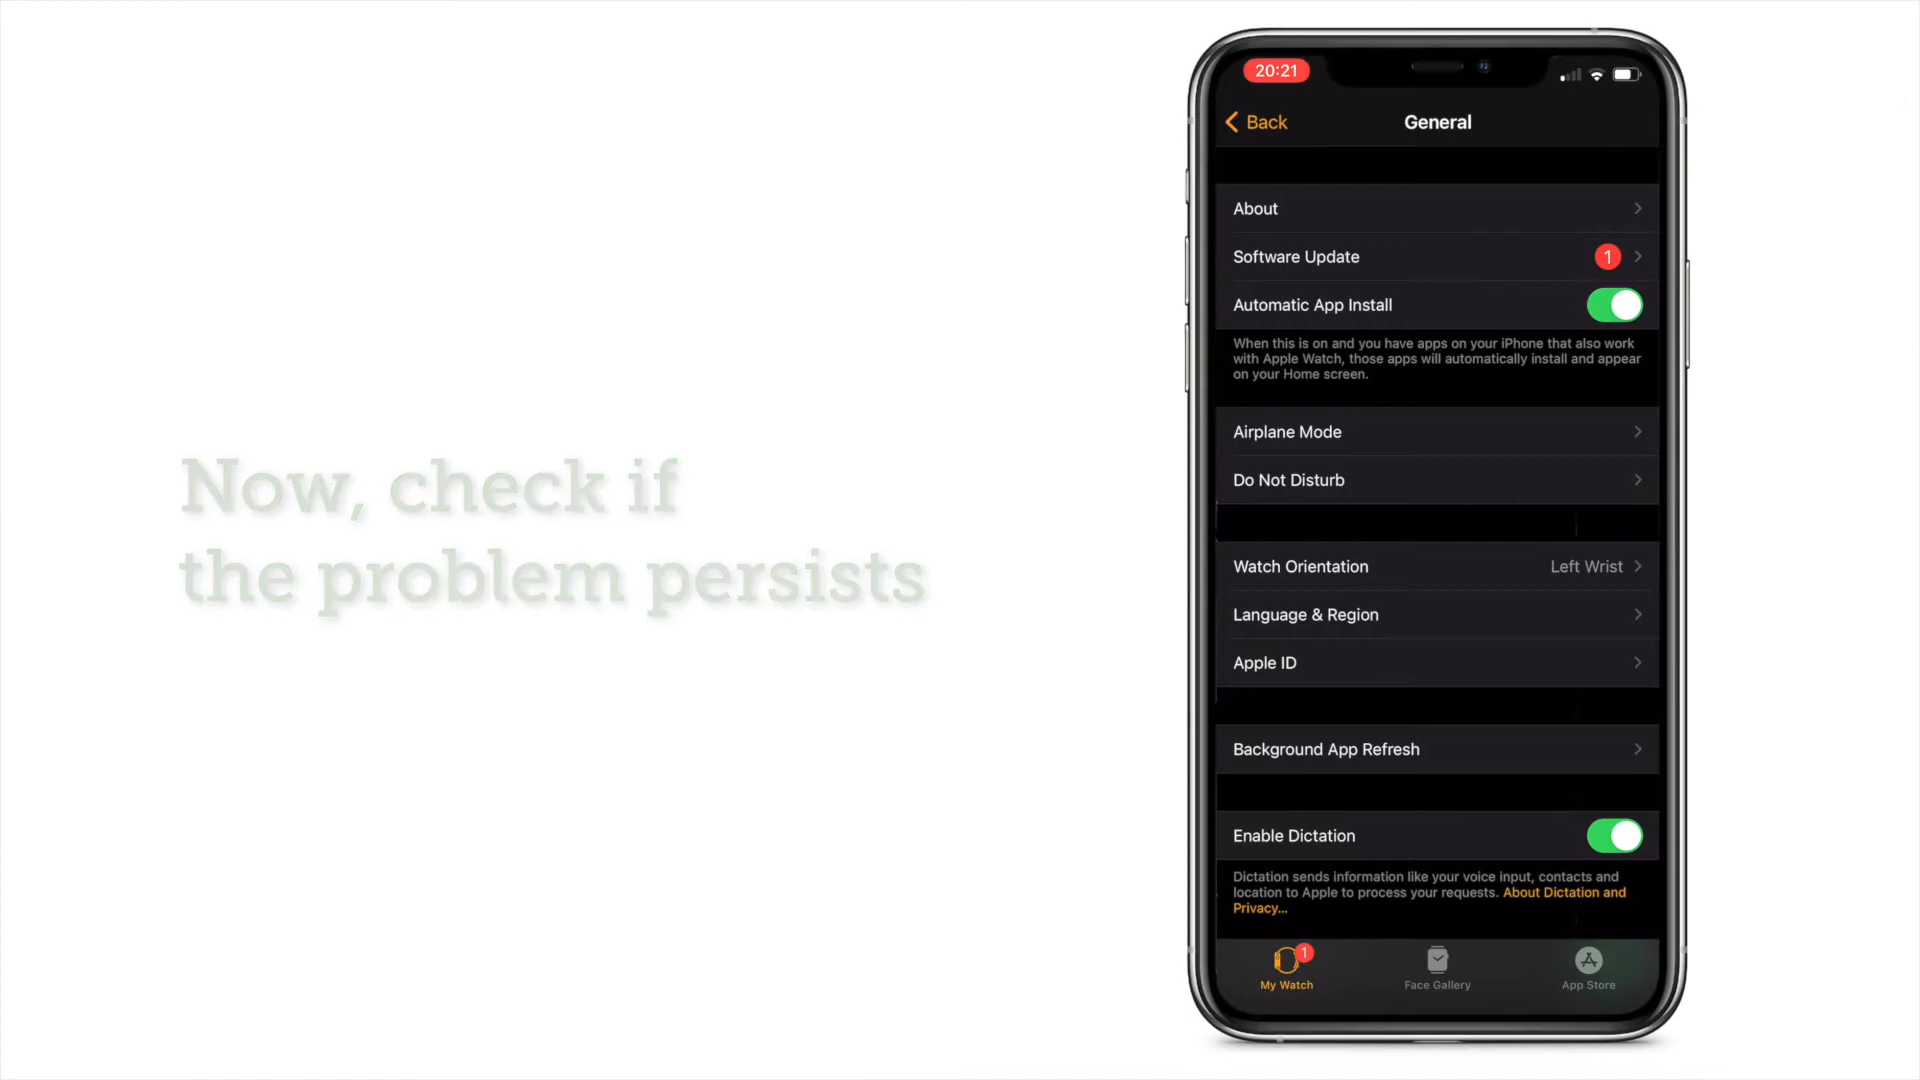 Now, check if
the problem persists
20:21
Back
General
About
Software Update 1
Automatic App Install
When this is on and you have apps on your iPhone that also work
with Apple Watch, those apps will automatically install and appear
on your Home screen.
Airplane Mode
Do Not Disturb
Watch Orientation Left Wrist
Language & Region
Apple ID
Background App Refresh
Enable Dictation
Dictation sends information like your voice input, contacts and
location to Apple to process your requests. About Dictation and
Privacy...
1
My Watch Face Gallery App Store